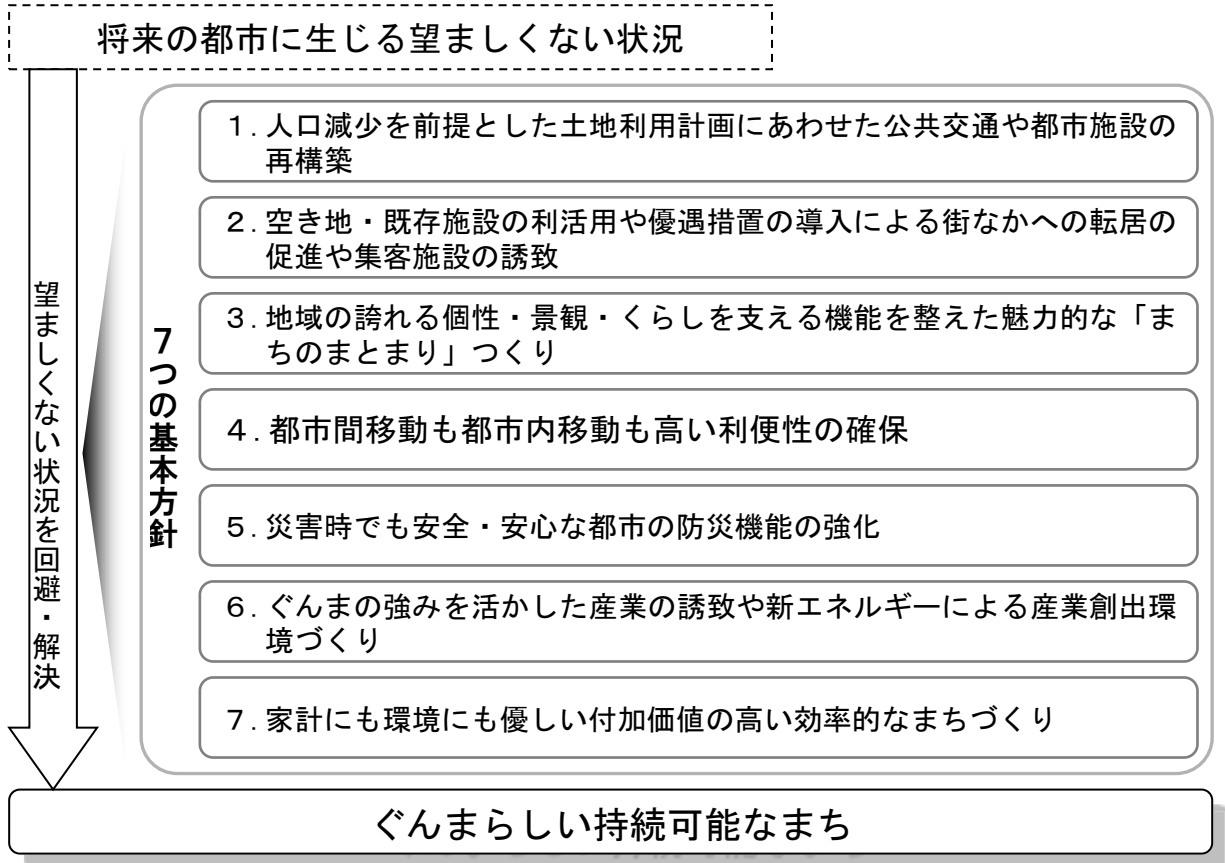 将来の都市に生じる望ましくない状況
望ましくない状況を回避・解決
7つの基本方針
１．人口減少を前提とした土地利用計画にあわせた公共交通や都市施設の
再構築
２．空き地・既存施設の利活用や優遇措置の導入による街なかへの転居の
促進や集客施設の誘致
３．地域の誇れる個性・景観・くらしを支える機能を整えた魅力的な「ま
ちのまとまり」つくり
４．都市間移動も都市内移動も高い利便性の確保
５．災害時でも安全・安心な都市の防災機能の強化
６．ぐんまの強みを活かした産業の誘致や新エネルギーによる産業創出環
境づくり
７．家計にも環境にも優しい付加価値の高い効率的なまちづくり
ぐんまらしい持続可能なまち